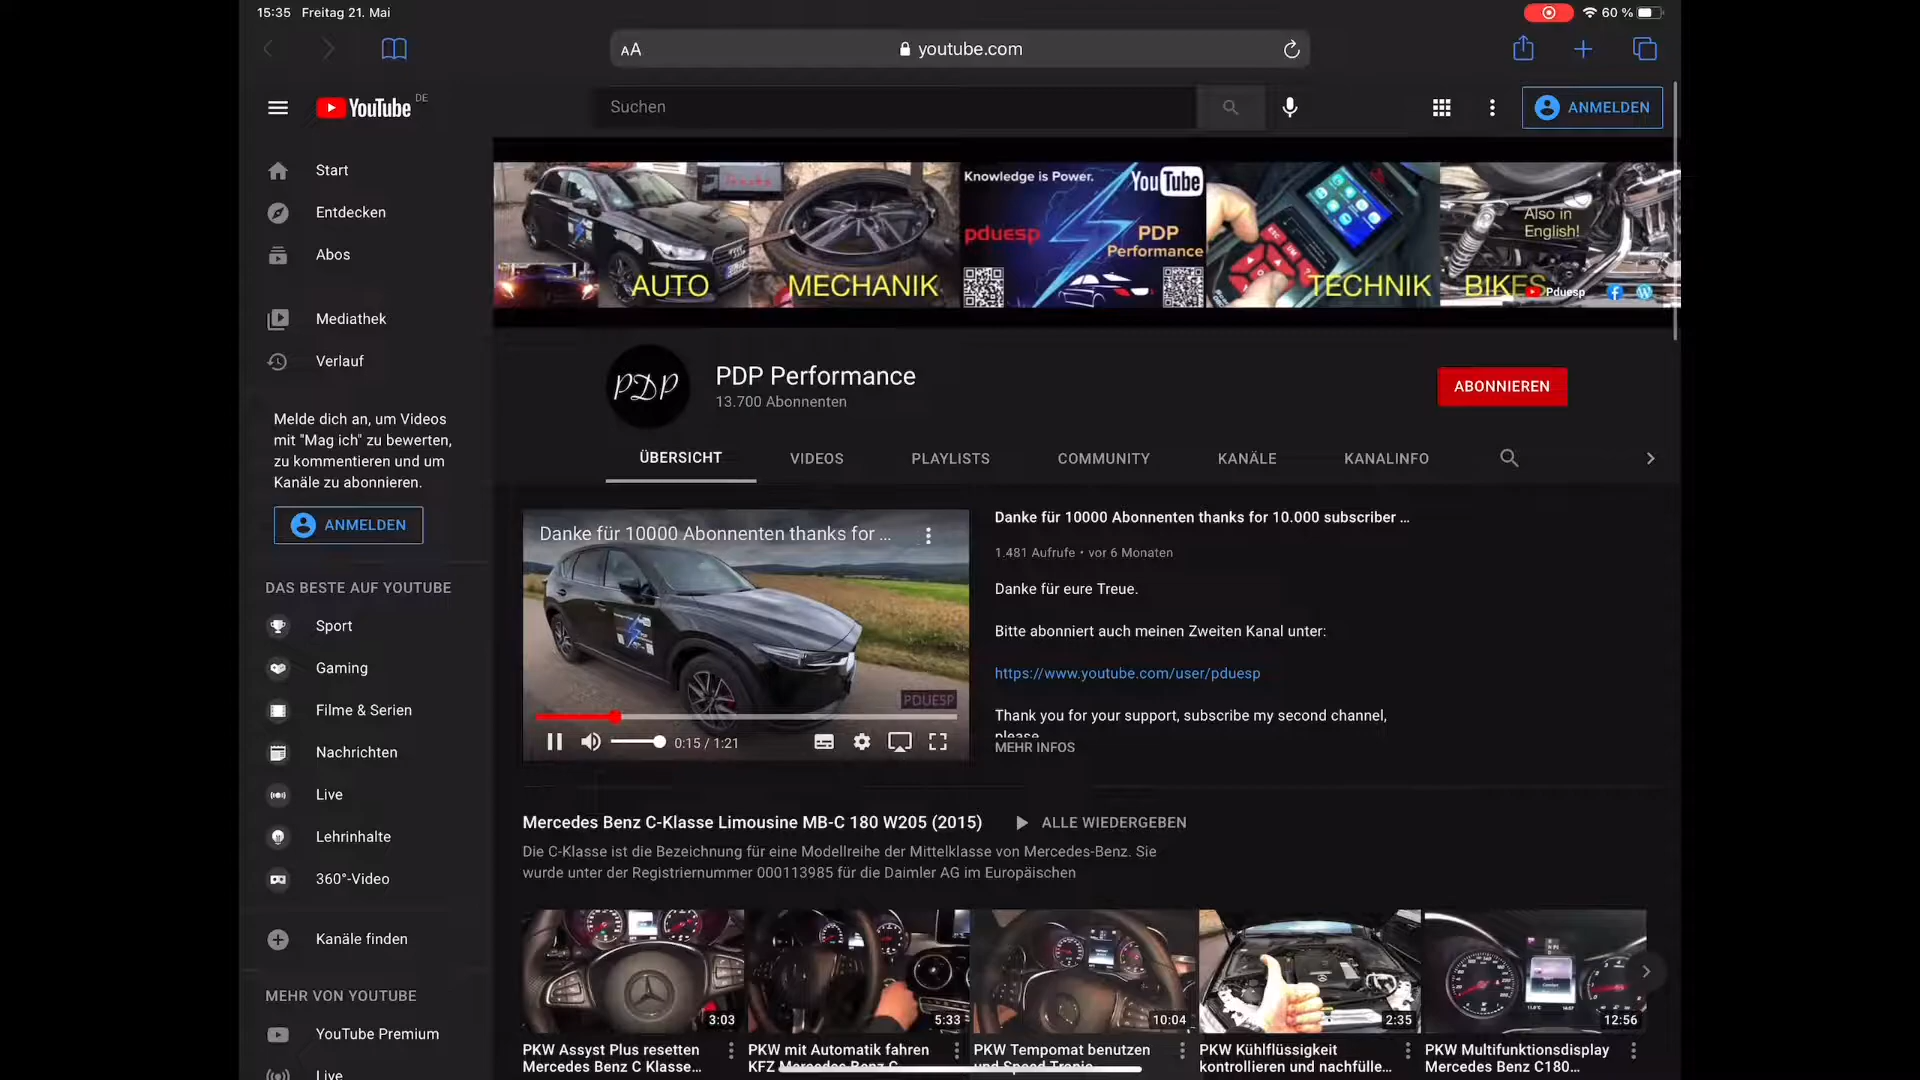 15:35 Freitag 21. Mai
60 %
AA
youtube.com
YouTube DE
Suchen
ANMELDEN
Start
Entdecken
Abos
Mediathek
Verlauf
Melde dich an, um Videos
mit "Mag ich" zu bewerten,
zu kommentieren und um
Kanäle zu abonnieren.
ANMELDEN
DAS BESTE AUF YOUTUBE
Sport
Gaming
Filme & Serien
Nachrichten
Live
Lehrinhalte
360°-Video
Kanäle finden
MEHR VON YOUTUBE
YouTube Premium
Live
AUTO
MECHANIK
Knowledge is Power.
YouTube
pduesp
PDP
Performance
TECHNIK
Also in
English!
BIKES
Pduesp
PDP
PDP Performance
13.700 Abonnenten
ABONNIEREN
ÜBERSICHT
VIDEOS
PLAYLISTS
COMMUNITY
KANÄLE
KANALINFO
Danke für 10000 Abonnenten thanks for ...
PDUESP
0:15 / 1:21
Danke für 10000 Abonnenten thanks for 10.000 subscriber ...
1.481 Aufrufe • vor 6 Monaten
Danke für eure Treue.
Bitte abonniert auch meinen Zweiten Kanal unter:
https://www.youtube.com/user/pduesp
Thank you for your support, subscribe my second channel,
please
MEHR INFOS
Mercedes Benz C-Klasse Limousine MB-C 180 W205 (2015)
ALLE WIEDERGEBEN
Die C-Klasse ist die Bezeichnung für eine Modellreihe der Mittelklasse von Mercedes-Benz. Sie
wurde unter der Registriernummer 000113985 für die Daimler AG im Europäischen
3:03
5:33
10:04
2:35
12:56
PKW Assyst Plus resetten
Mercedes Benz C Klasse...
PKW mit Automatik fahren
KFZ Mercedes Benz C
PKW Tempomat benutzen
und Speed Tronic
PKW Kühlflüssigkeit
kontrollieren und nachfülle...
PKW Multifunktionsdisplay
Mercedes Benz C180...